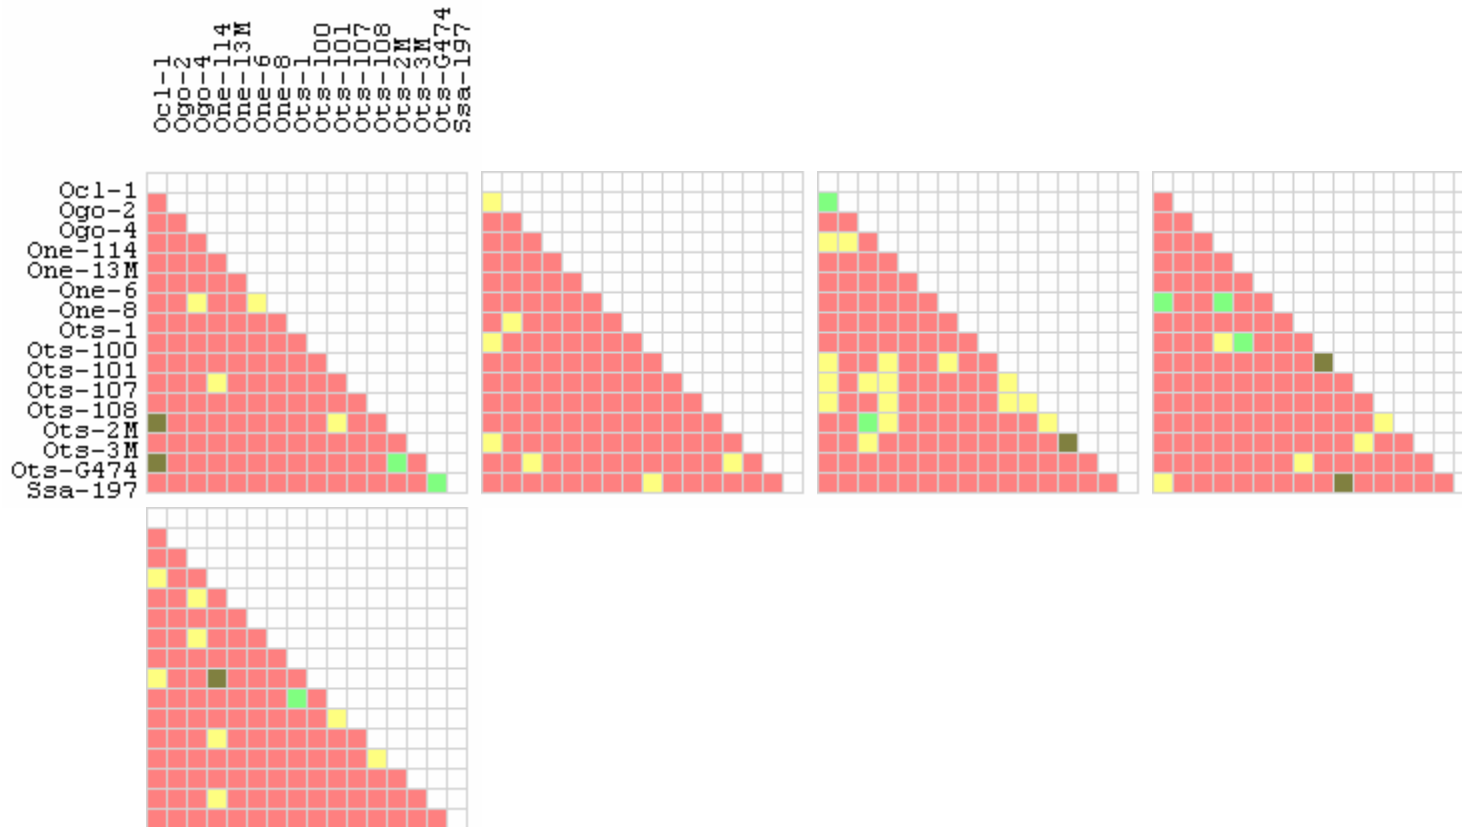 Ocl-1
Ogo-2
Ogo-4
One-114
One-13M
One-6
One-8
Ots-1
Ots-100
Ots-101
Ots-107
Ots-108
Ots-2M
Ots-3M
Ots-G474
Ssa-197
Ocl-1
Ogo-2
Ogo-4
One-114
One-13M
One-6
One-8
Ots-1
Ots-100
Ots-101
Ots-107
Ots-108
Ots-2M
Ots-3M
Ots-G474
Ssa-197